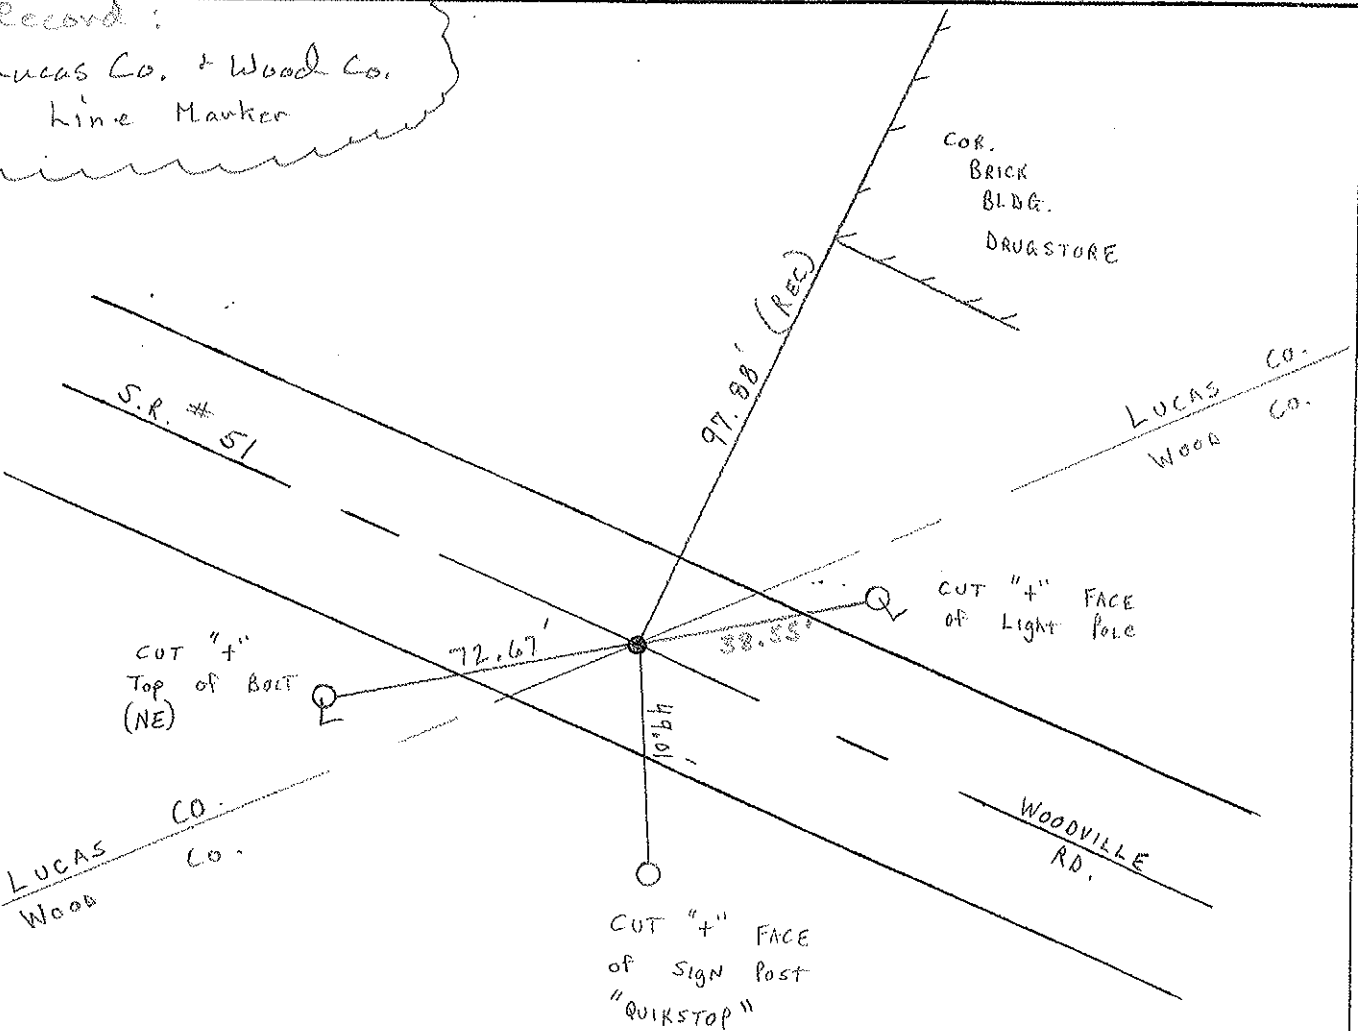 Record :
Lucas Co. & Wood Co.
Line Marker
COR.
BRICK
BLDG.
DRUGSTORE
97.88' (REC)
S.R. # 51
LUCAS CO.
WOOD CO.
CUT "+" FACE
of Light Pole
38.55'
72.67'
CUT "+"
Top of BOLT
(NE)
49.01'
LUCAS CO.
WOOD CO.
WOODVILLE
RD.
CUT "+" FACE
of SIGN POST
"QUIKSTOP"